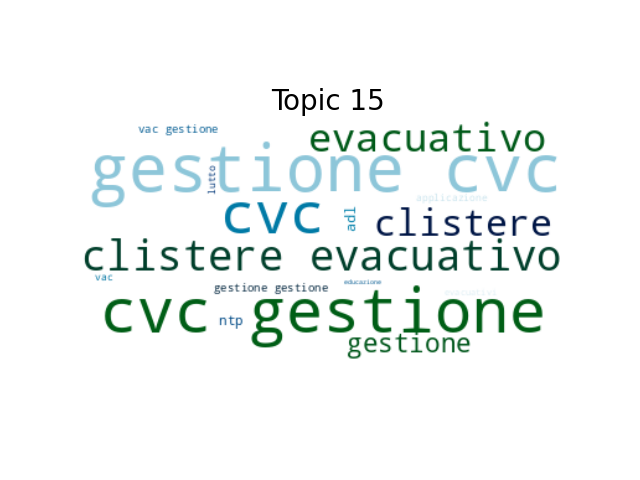 Topic 15
vac gestione
evacuativo
gestione cvc
lutto
applicazione
cvc
adl
clistere
clistere evacuativo
vac
educazione
gestione gestione
evacuativo
cvc gestione
ntp
gestione